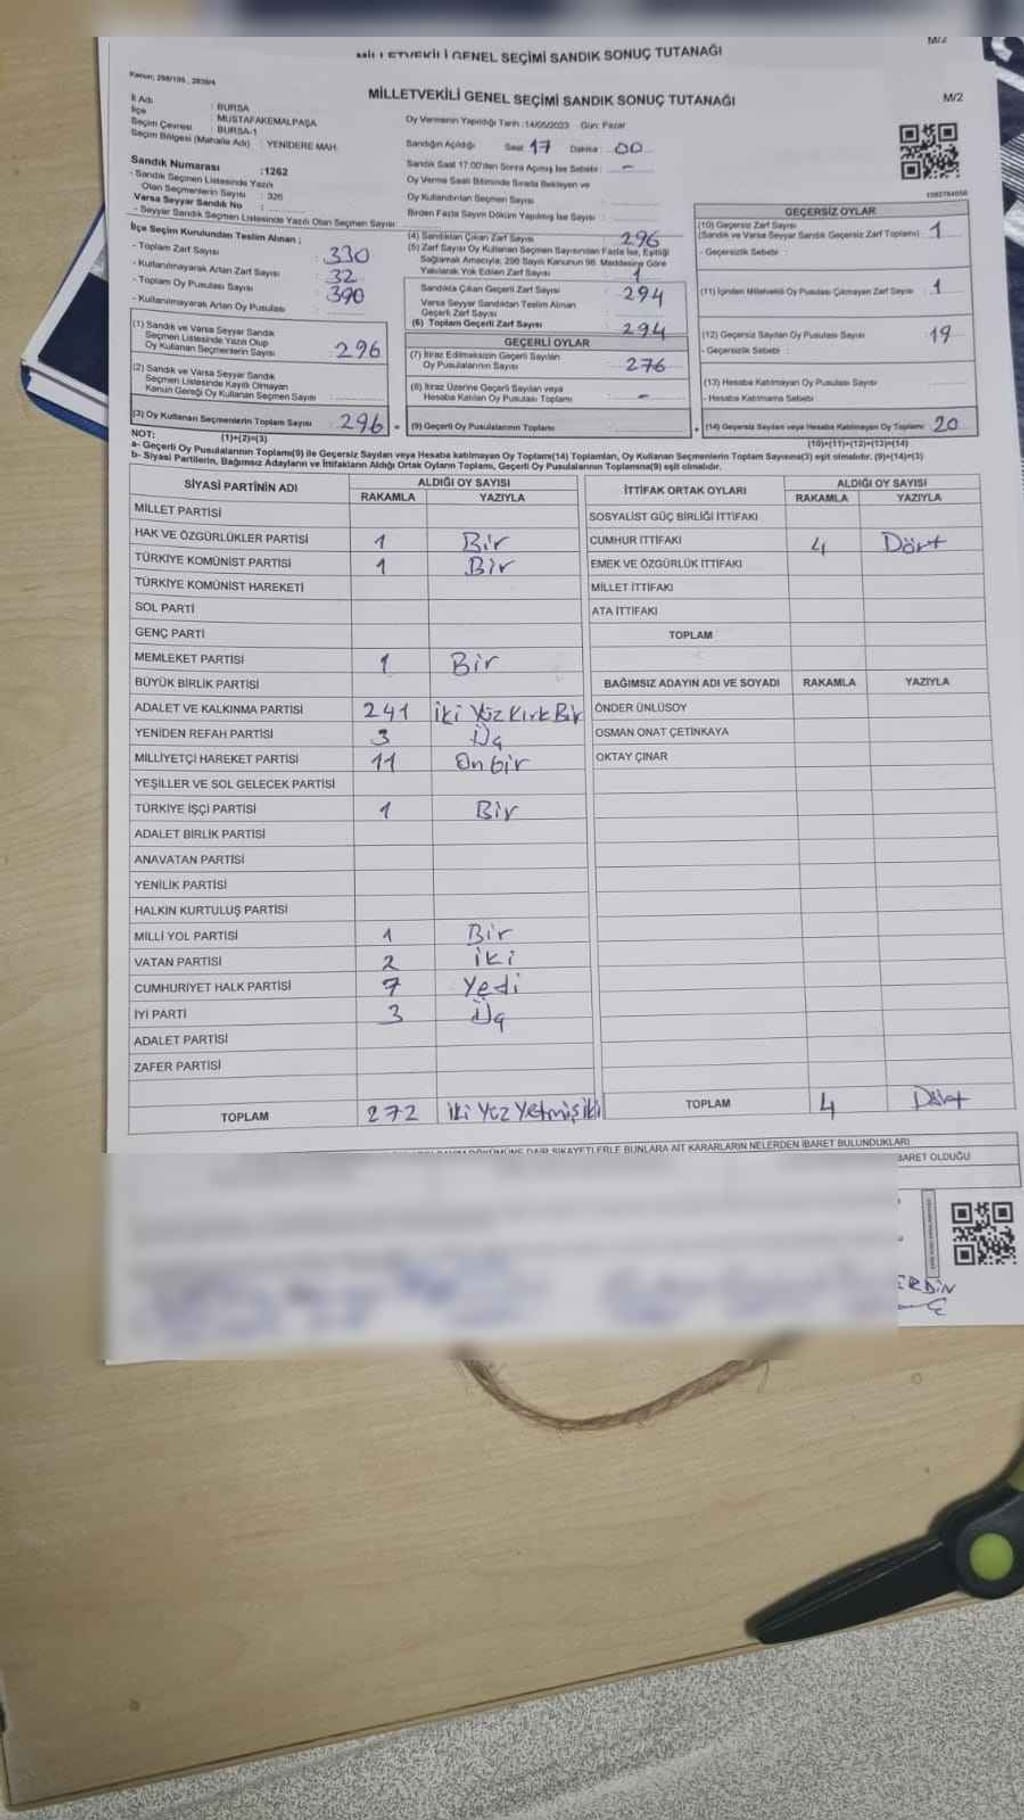 GENEL SEÇİMİ SANDIK SONUÇ TUTANAĞI
M/2
MİLLETVEKİLİ GENEL SEÇİMİ SANDIK SONUÇ TUTANAĞI
M/2
İl Adı : BURSA
İlçe : MUSTAFAKEMALPAŞA
Seçim Çevresi : BURSA-1
Seçim Bölgesi (Mahalle Adı) : YENİDERE MAH.
Oy Vermenin Yapıldığı Tarih :14/05/2023 Gün: Pazar
Sandığın Açıldığı Saat : 17 Dakika : 00
Sandık Saat 17:00'den Sonra Açılmış İse Sebebi : -
Oy Verme Saati Bitiminde Sırada Bekleyen ve
Oy Kullandırılan Seçmen Sayısı
Birden Fazla Sayım Döküm Yapılmış İse Sayısı :
Sandık Numarası :1262
- Sandık Seçmen Listesinde Yazılı
Olan Seçmenlerin Sayısı : 326
Varsa Seyyar Sandık No :
- Seyyar Sandık Seçmen Listesinde Yazılı Olan Seçmen Sayısı
İlçe Seçim Kurulundan Teslim Alınan ;
- Toplam Zarf Sayısı : 330
- Kullanılmayarak Artan Zarf Sayısı : 32
- Toplam Oy Pusulası Sayısı : 390
- Kullanılmayarak Artan Oy Pusulası :
(1) Sandık ve Varsa Seyyar Sandık
Seçmen Listesinde Yazılı Olup
Oy Kullanan Seçmenlerin Sayısı : 296
(2) Sandık ve Varsa Seyyar Sandık
Seçmen Listesinde Kayıtlı Olmayan
Kanun Gereği Oy Kullanan Seçmen Sayısı :
(3) Oy Kullanan Seçmenlerin Toplam Sayısı : 296
(1)+(2)=(3)
(4) Sandıktan Çıkan Zarf Sayısı 296
(5) Zarf Sayısı Oy Kullanan Seçmen Sayısından Fazla İse, Eşitliği
Sağlamak Amacıyla, 298 Sayılı Kanunun 98. Maddesine Göre
Yakılarak Yok Edilen Zarf Sayısı : 1
Sandıkta Çıkan Geçerli Zarf Sayısı : 294
Varsa Seyyar Sandıktan Teslim Alınan
Geçerli Zarf Sayısı
(6) Toplam Geçerli Zarf Sayısı : 294
GEÇERLİ OYLAR
(7) İtiraz Edilmeksizin Geçerli Sayılan
Oy Pusulalarının Sayısı : 276
(8) İtiraz Üzerine Geçerli Sayılan veya
Hesaba Katılan Oy Pusulası Toplamı : -
= (9) Geçerli Oy Pusulalarının Toplamı :
GEÇERSİZ OYLAR
(10) Geçersiz Zarf Sayısı
(Sandık ve Varsa Seyyar Sandık Geçersiz Zarf Toplamı) : 1
- Geçersizlik Sebebi :
(11) İçinden Milletvekili Oy Pusulası Çıkmayan Zarf Sayısı : 1
(12) Geçersiz Sayılan Oy Pusulası Sayısı 19
- Geçersizlik Sebebi :
(13) Hesaba Katılmayan Oy Pusulası Sayısı
- Hesaba Katılmama Sebebi
+ (14) Geçersiz Sayılan veya Hesaba Katılmayan Oy Toplamı : 20
(10)+(11)+(12)+(13)=(14)
NOT:
a- Geçerli Oy Pusulalarının Toplamı(9) ile Geçersiz Sayılan veya Hesaba katılmayan Oy Toplamı(14) Toplamları, Oy Kullanan Seçmenlerin Toplam Sayısına(3) eşit olmalıdır. (9)+(14)=(3)
b- Siyasi Partilerin, Bağımsız Adayların ve İttifakların Aldığı Ortak Oyların Toplamı, Geçerli Oy Pusulalarının Toplamına(9) eşit olmalıdır.
SİYASİ PARTİNİN ADI ALDIĞI OY SAYISI
RAKAMLA YAZIYLA
MİLLET PARTİSİ
HAK VE ÖZGÜRLÜKLER PARTİSİ 1 Bir
TÜRKİYE KOMÜNİST PARTİSİ 1 Bir
TÜRKİYE KOMÜNİST HAREKETİ
SOL PARTİ
GENÇ PARTİ
MEMLEKET PARTİSİ 1 Bir
BÜYÜK BİRLİK PARTİSİ
ADALET VE KALKINMA PARTİSİ 241 İki Yüz Kırk Bir
YENİDEN REFAH PARTİSİ 3 Üç
MİLLİYETÇİ HAREKET PARTİSİ 11 Onbir
YEŞİLLER VE SOL GELECEK PARTİSİ
TÜRKİYE İŞÇİ PARTİSİ 1 Bir
ADALET BİRLİK PARTİSİ
ANAVATAN PARTİSİ
YENİLİK PARTİSİ
HALKIN KURTULUŞ PARTİSİ
MİLLİ YOL PARTİSİ 1 Bir
VATAN PARTİSİ 2 İki
CUMHURİYET HALK PARTİSİ 7 Yedi
İYİ PARTİ 3 Üç
ADALET PARTİSİ
ZAFER PARTİSİ
TOPLAM 272 İki Yüz Yetmiş İki
İTTİFAK ORTAK OYLARI ALDIĞI OY SAYISI
RAKAMLA YAZIYLA
SOSYALİST GÜÇ BİRLİĞİ İTTİFAKI
CUMHUR İTTİFAKI 4 Dört
EMEK VE ÖZGÜRLÜK İTTİFAKI
MİLLET İTTİFAKI
ATA İTTİFAKI
TOPLAM
BAĞIMSIZ ADAYIN ADI VE SOYADI RAKAMLA YAZIYLA
ÖNDER ÜNLÜSOY
OSMAN ONAT ÇETİNKAYA
OKTAY ÇINAR
TOPLAM 4 Dört
DAİR ŞİKAYETLERLE BUNLARA AİT KARARLARIN NELERDEN İBARET BULUNDUKLARI
BARET OLDUĞU